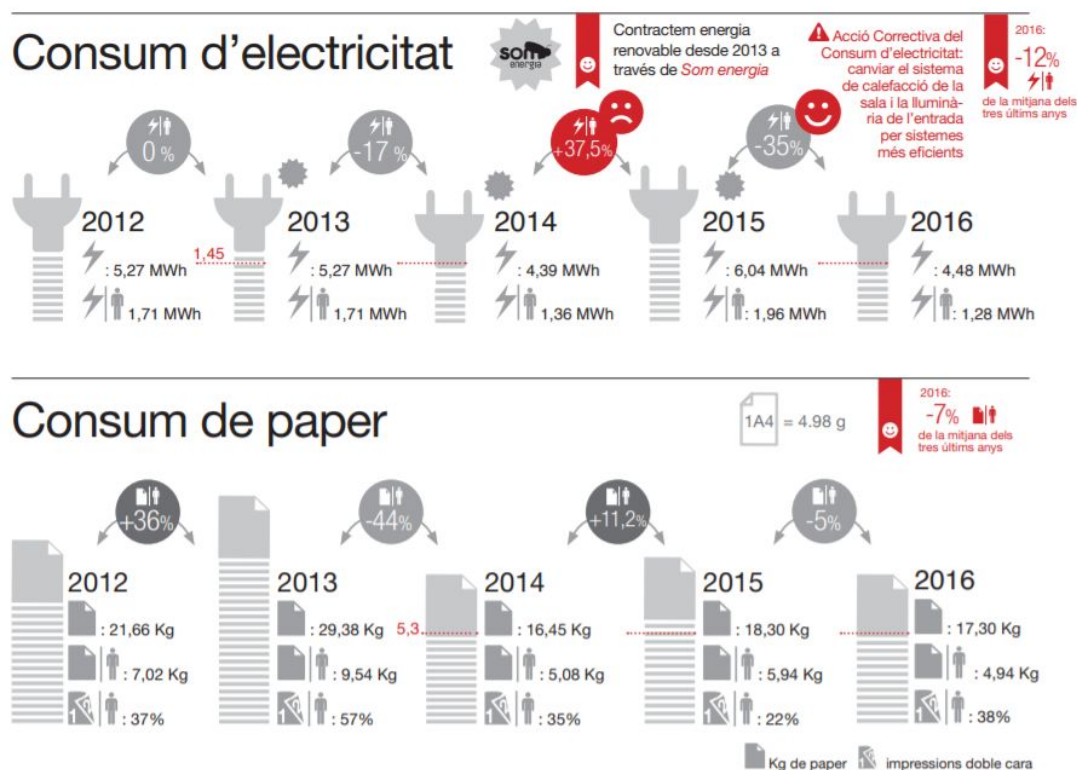 Consum d'electricitat
som
energia
Contractem energia
renovable desde 2013 a
través de Som energia
Acció Correctiva del
Consum d'electricitat:
canviar el sistema
de calefacció de la
sala i la lluminà-
ria de l'entrada
per sistemes
més eficients
2016:
-12%
de la mitjana dels
tres últims anys
0 %
-17 %
+37,5%
-35%
2012
: 5,27 MWh
1,71 MWh
1,45
2013
: 5,27 MWh
: 1,71 MWh
2014
: 4,39 MWh
: 1,36 MWh
2015
: 6,04 MWh
: 1,96 MWh
2016
: 4,48 MWh
: 1,28 MWh
Consum de paper
1A4 = 4.98 g
2016:
-7%
de la mitjana dels
tres últims anys
+36%
-44%
+11,2%
-5%
2012
: 21,66 Kg
: 7,02 Kg
: 37%
2013
: 29,38 Kg
: 9,54 Kg
: 57%
5,3
2014
: 16,45 Kg
: 5,08 Kg
: 35%
2015
: 18,30 Kg
: 5,94 Kg
: 22%
2016
: 17,30 Kg
: 4,94 Kg
: 38%
Kg de paper
impressions doble cara